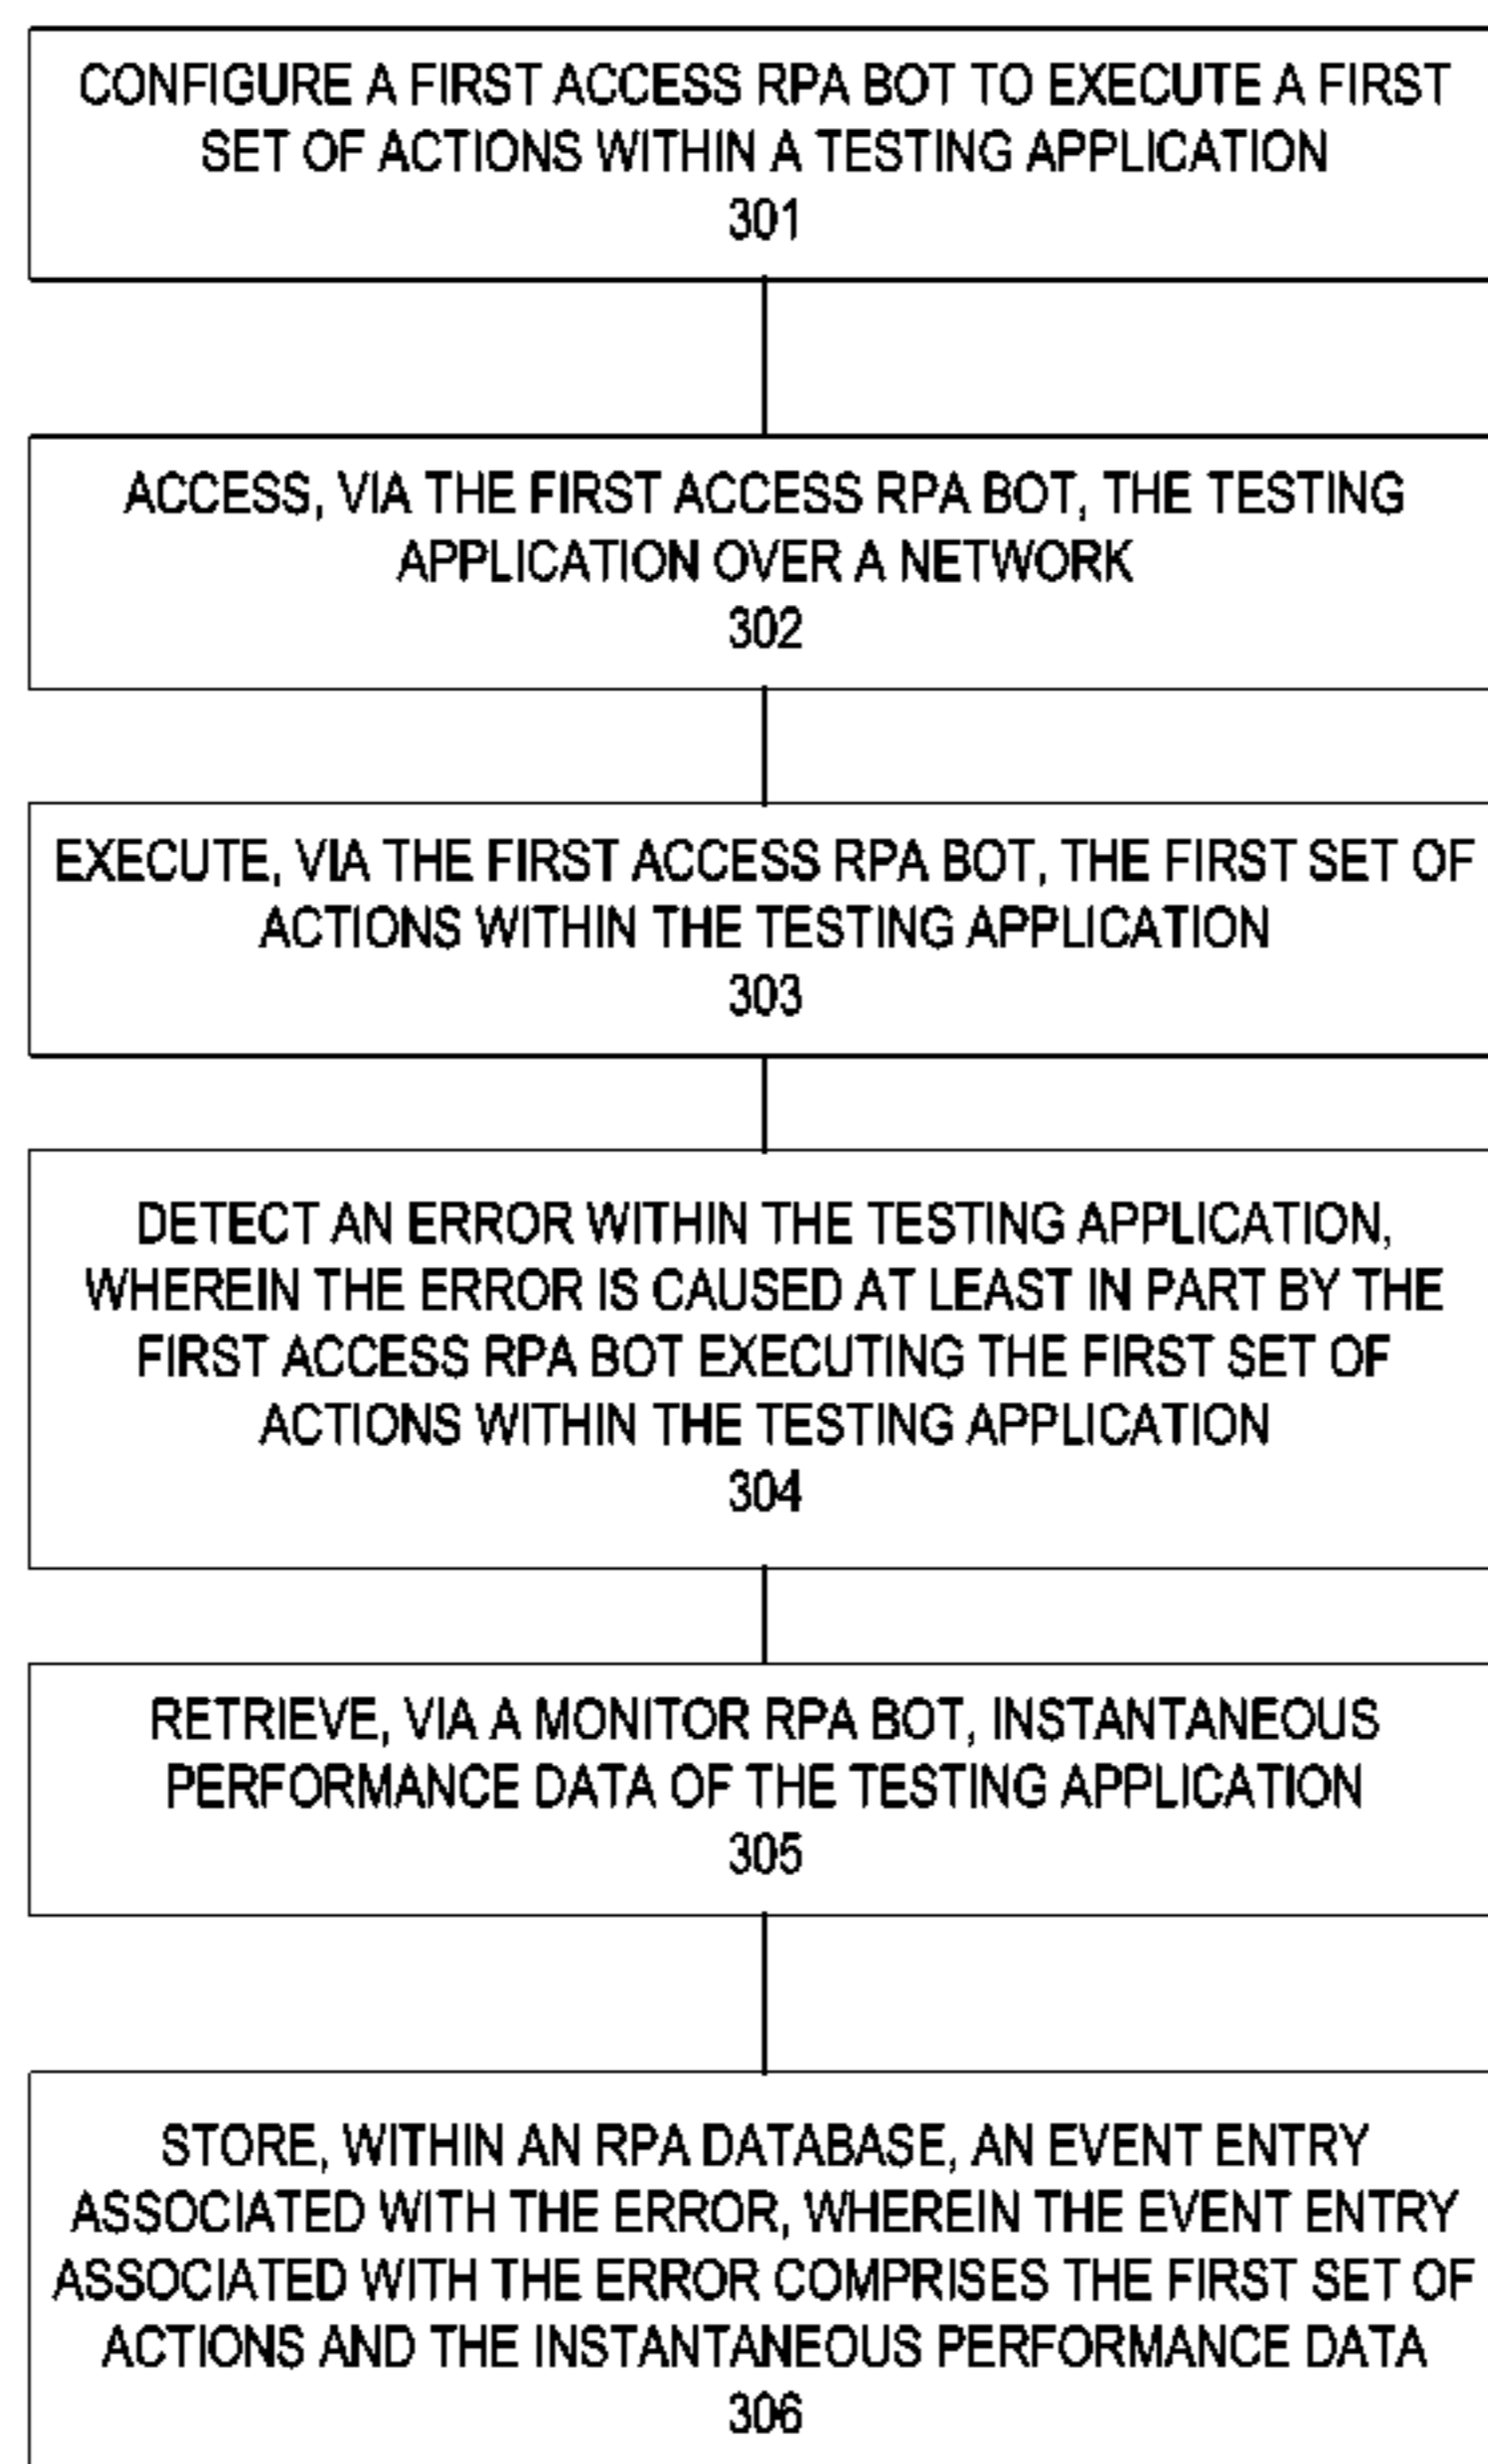 CONFIGURE A FIRST ACCESS RPA BOT TO EXECUTE A FIRST
SET OF ACTIONS WITHIN A TESTING APPLICATION
301
ACCESS, VIA THE FIRST ACCESS RPA BOT, THE TESTING
APPLICATION OVER A NETWORK
302
EXECUTE, VIA THE FIRST ACCESS RPA BOT, THE FIRST SET OF
ACTIONS WITHIN THE TESTING APPLICATION
303
DETECT AN ERROR WITHIN THE TESTING APPLICATION,
WHEREIN THE ERROR IS CAUSED AT LEAST IN PART BY THE
FIRST ACCESS RPA BOT EXECUTING THE FIRST SET OF
ACTIONS WITHIN THE TESTING APPLICATION
304
RETRIEVE, VIA A MONITOR RPA BOT, INSTANTANEOUS
PERFORMANCE DATA OF THE TESTING APPLICATION
305
STORE, WITHIN AN RPA DATABASE, AN EVENT ENTRY
ASSOCIATED WITH THE ERROR, WHEREIN THE EVENT ENTRY
ASSOCIATED WITH THE ERROR COMPRISES THE FIRST SET OF
ACTIONS AND THE INSTANTANEOUS PERFORMANCE DATA
306